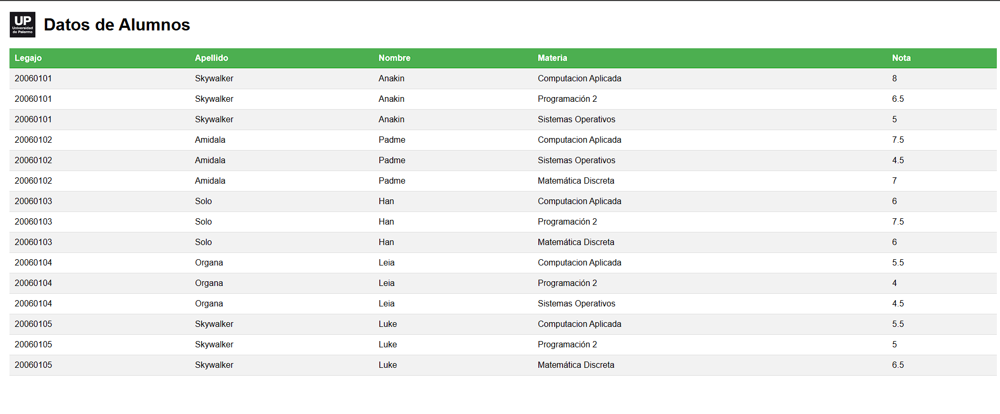 UP
Universidad
de Palermo
Datos de Alumnos
Legajo Apellido Nombre Materia Nota
20060101 Skywalker Anakin Computacion Aplicada 8
20060101 Skywalker Anakin Programación 2 6.5
20060101 Skywalker Anakin Sistemas Operativos 5
20060102 Amidala Padme Computacion Aplicada 7.5
20060102 Amidala Padme Sistemas Operativos 4.5
20060102 Amidala Padme Matemática Discreta 7
20060103 Solo Han Computacion Aplicada 6
20060103 Solo Han Programación 2 7.5
20060103 Solo Han Matemática Discreta 6
20060104 Organa Leia Computacion Aplicada 5.5
20060104 Organa Leia Programación 2 4
20060104 Organa Leia Sistemas Operativos 4.5
20060105 Skywalker Luke Computacion Aplicada 5.5
20060105 Skywalker Luke Programación 2 5
20060105 Skywalker Luke Matemática Discreta 6.5